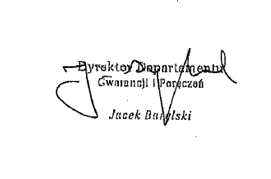 Dyrektor Departamentu
Gwarancji i Poręczeń
Jacek